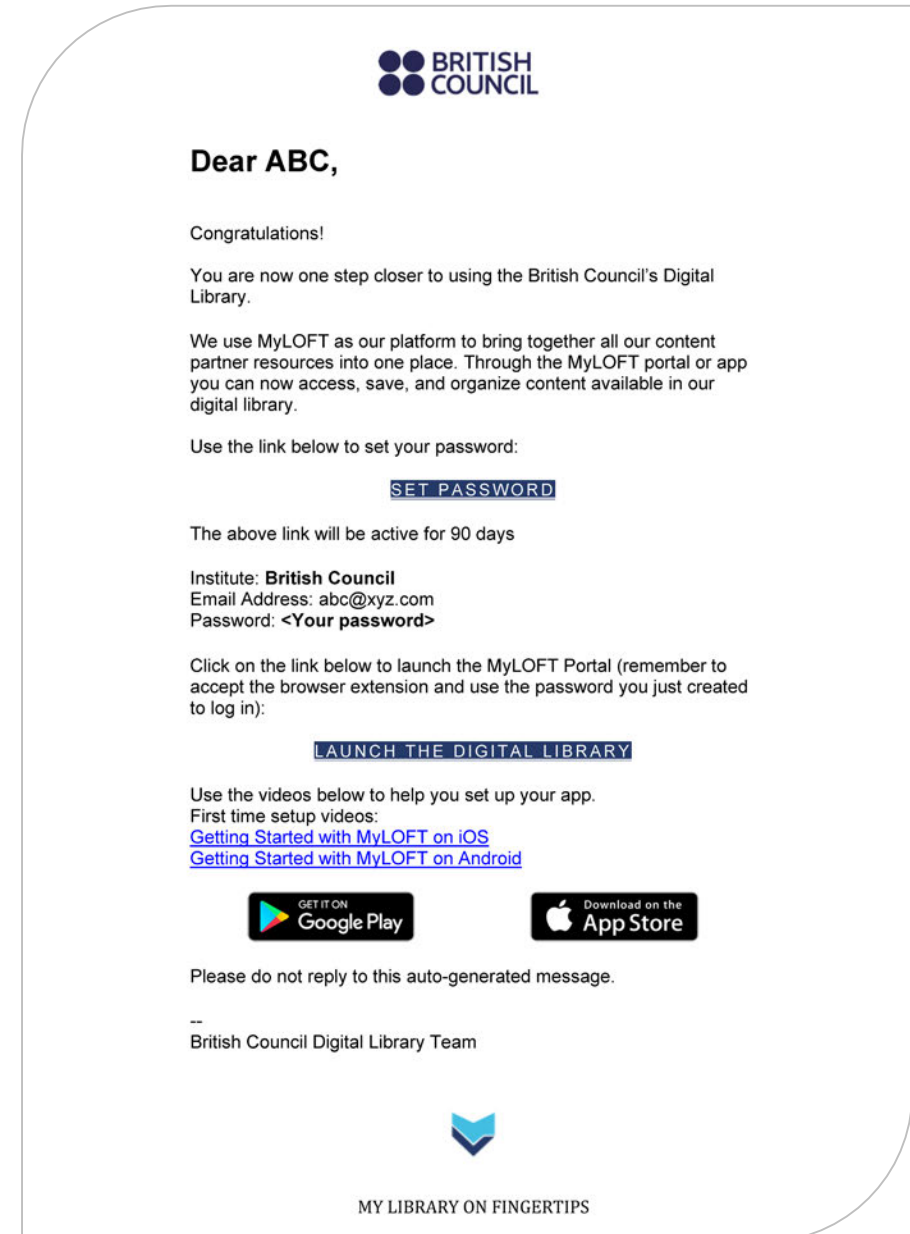 BRITISH
COUNCIL
Dear ABC,
Congratulations!
You are now one step closer to using the British Council's Digital
Library.
We use MyLOFT as our platform to bring together all our content
partner resources into one place. Through the MyLOFT portal or app
you can now access, save, and organize content available in our
digital library.
Use the link below to set your password:
SET PASSWORD
The above link will be active for 90 days
Institute: British Council
Email Address: abc@xyz.com
Password: <Your password>
Click on the link below to launch the MyLOFT Portal (remember to
accept the browser extension and use the password you just created
to log in):
LAUNCH THE DIGITAL LIBRARY
Use the videos below to help you set up your app.
First time setup videos:
Getting Started with MyLOFT on iOS
Getting Started with MyLOFT on Android
GET IT ON
Google Play
Download on the
App Store
Please do not reply to this auto-generated message.
--
British Council Digital Library Team
MY LIBRARY ON FINGERTIPS